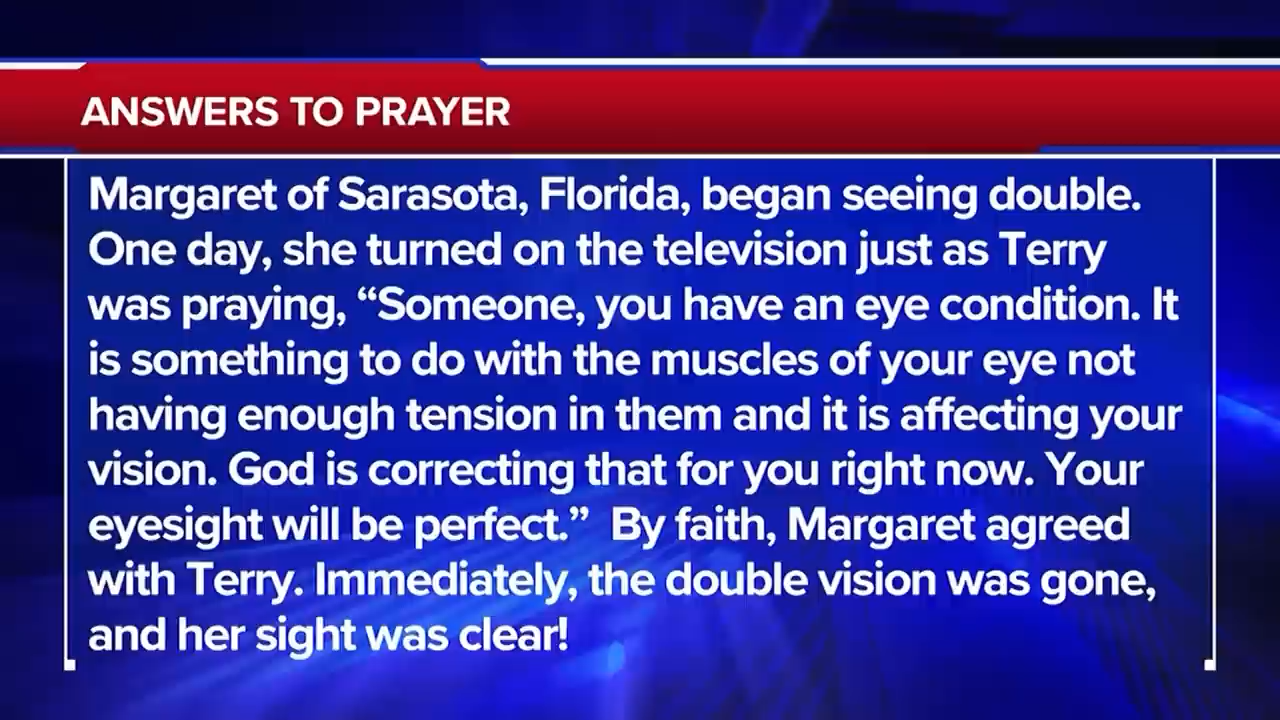 ANSWERS TO PRAYER
Margaret of Sarasota, Florida, began seeing double.
One day, she turned on the television just as Terry
was praying, “Someone, you have an eye condition. It
is something to do with the muscles of your eye not
having enough tension in them and it is affecting your
vision. God is correcting that for you right now. Your
eyesight will be perfect.”  By faith, Margaret agreed
with Terry. Immediately, the double vision was gone,
and her sight was clear!